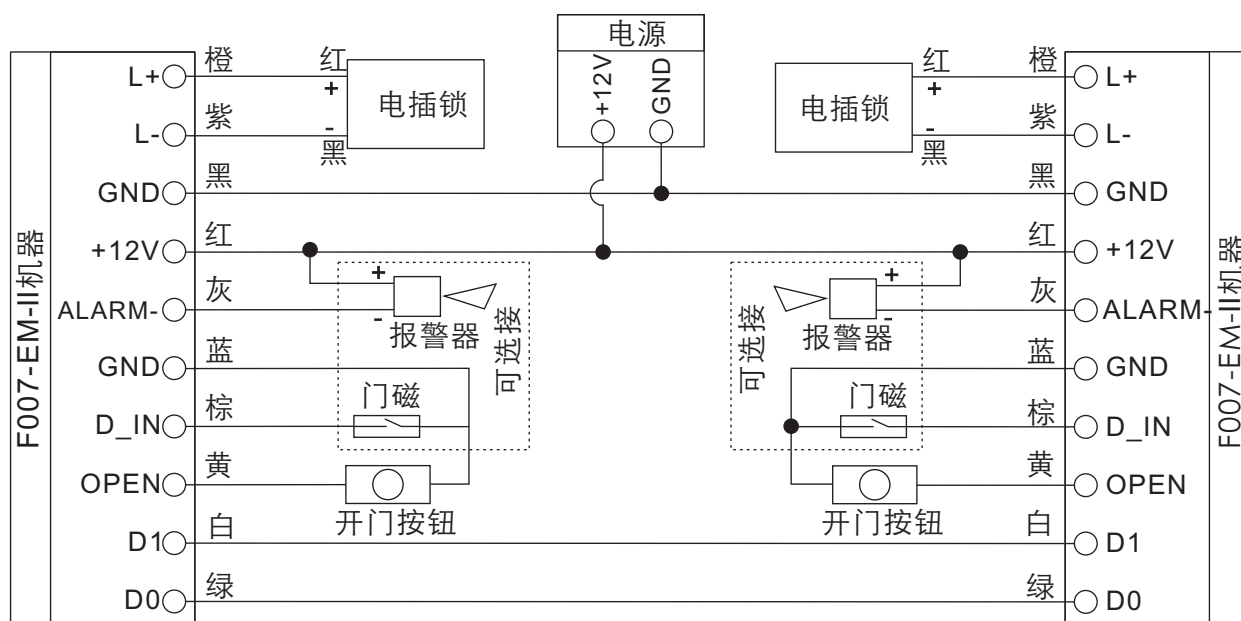 电源
+12V
GND
F007-EM-II机器
L+
橙
红
+
电插锁
L-
紫
-
黑
GND
黑
+12V
红
ALARM-
灰
+
-
报警器
可选接
GND
蓝
D_IN
棕
门磁
OPEN
黄
开门按钮
D1
白
D0
绿
电插锁
红
+
橙
L+
-
黑
紫
L-
黑
GND
红
+12V
可选接
+
-
报警器
灰
ALARM-
蓝
GND
门磁
棕
D_IN
黄
OPEN
开门按钮
白
D1
绿
D0
F007-EM-II机器